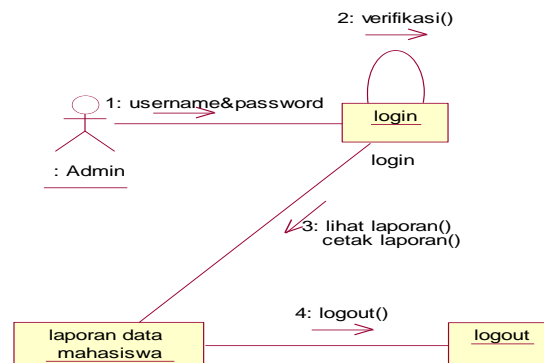 2: verifikasi()
1: username&password
login
login
: Admin
3: lihat laporan()
cetak laporan()
4: logout()
laporan data
mahasiswa
logout